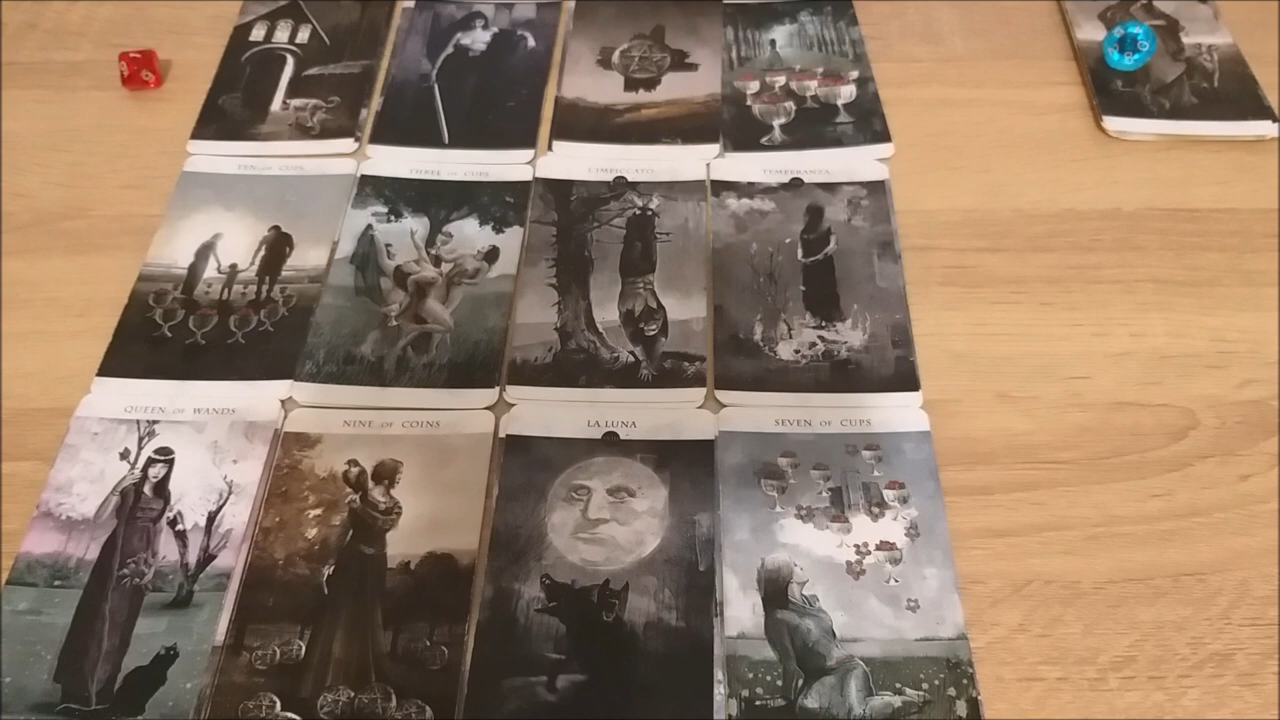 TEN OF CUPS
THREE OF CUPS
L'IMPICCATO
TEMPERANZA
QUEEN OF WANDS
NINE OF COINS
LA LUNA
SEVEN OF CUPS